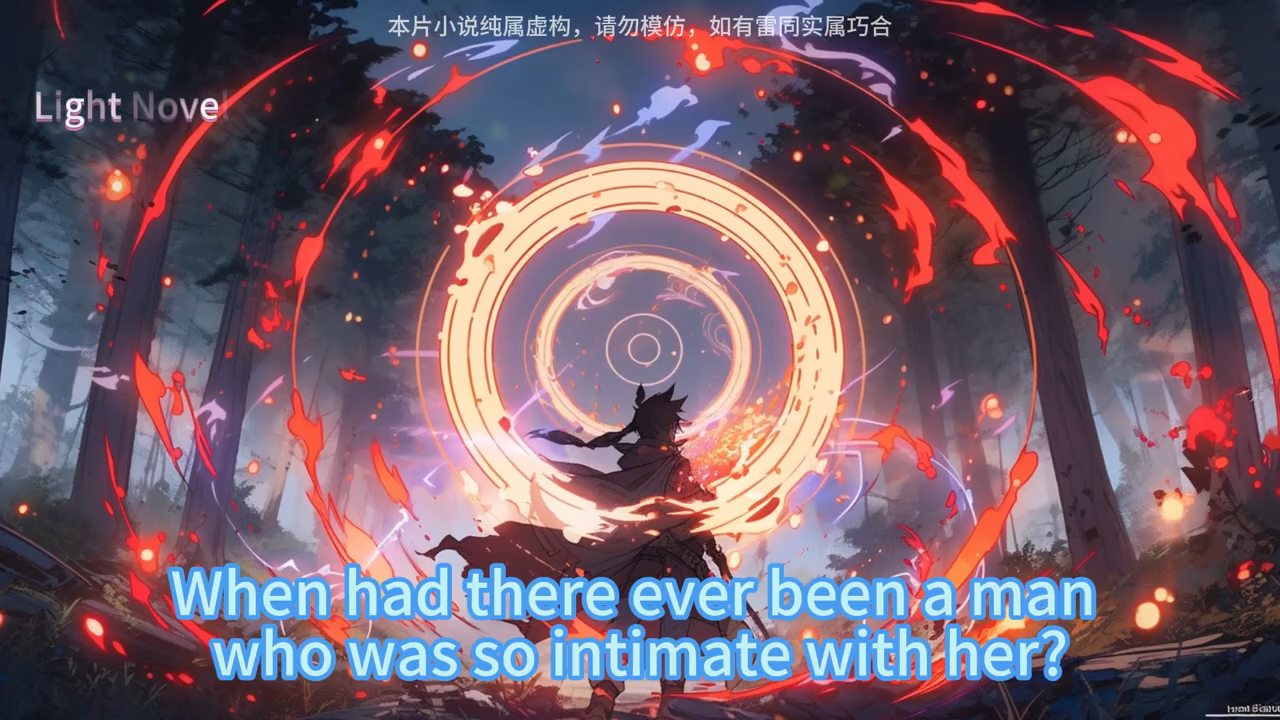 本片小说纯属虚构，请勿模仿，如有雷同实属巧合
Light Novel
When had there ever been a man
who was so intimate with her?